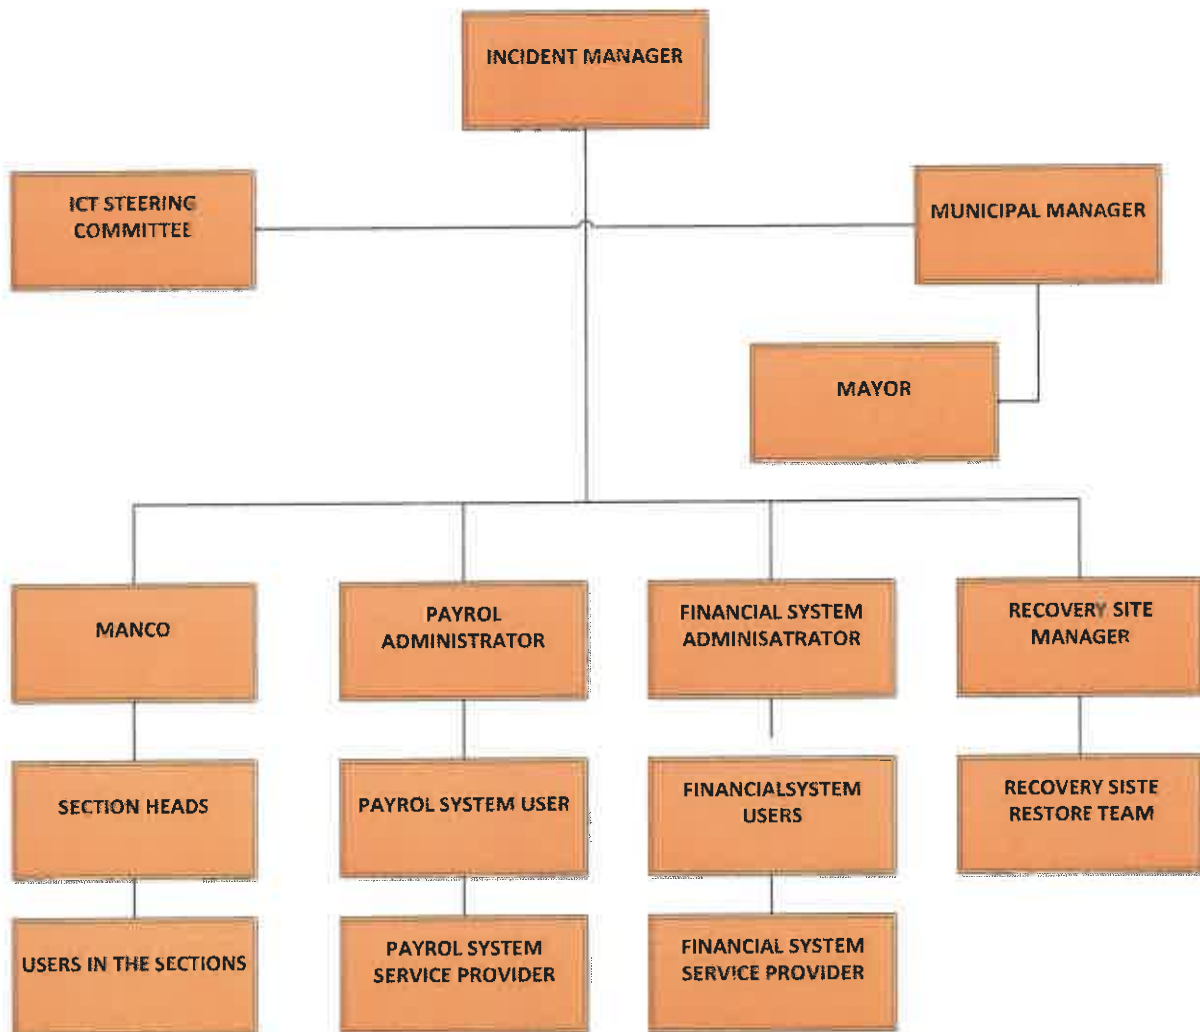 INCIDENT MANAGER
ICT STEERING
COMMITTEE
MUNICIPAL MANAGER
MAYOR
MANCO
PAYROL
ADMINISTRATOR
FINANCIAL SYSTEM
ADMINISATRATOR
RECOVERY SITE
MANAGER
SECTION HEADS
PAYROL SYSTEM USER
FINANCIALSYSTEM
USERS
RECOVERY SISTE
RESTORE TEAM
USERS IN THE SECTIONS
PAYROL SYSTEM
SERVICE PROVIDER
FINANCIAL SYSTEM
SERVICE PROVIDER